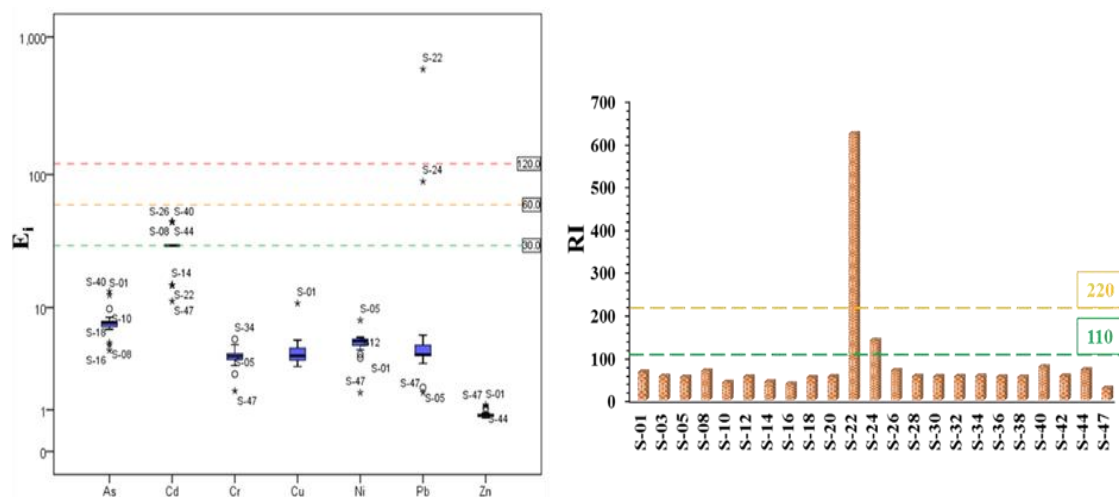 1,000
100
10
1
0
E_i
S-22
S-24
120.0
60.0
30.0
S-26 S-40
S-08 S-44
S-14
S-22
S-47
S-40 S-01
S-10
S-18
S-16 S-08
S-34
S-05
S-47
S-01
S-05
12
S-01
S-47
S-47
S-05
S-47 S-01
S-44
As Cd Cr Cu Ni Pb Zn
700
600
500
400
300
200
100
0
RI
220
110
S-01 S-03 S-05 S-08 S-10 S-12 S-14 S-16 S-18 S-20 S-22 S-24 S-26 S-28 S-30 S-32 S-34 S-36 S-38 S-40 S-42 S-44 S-47